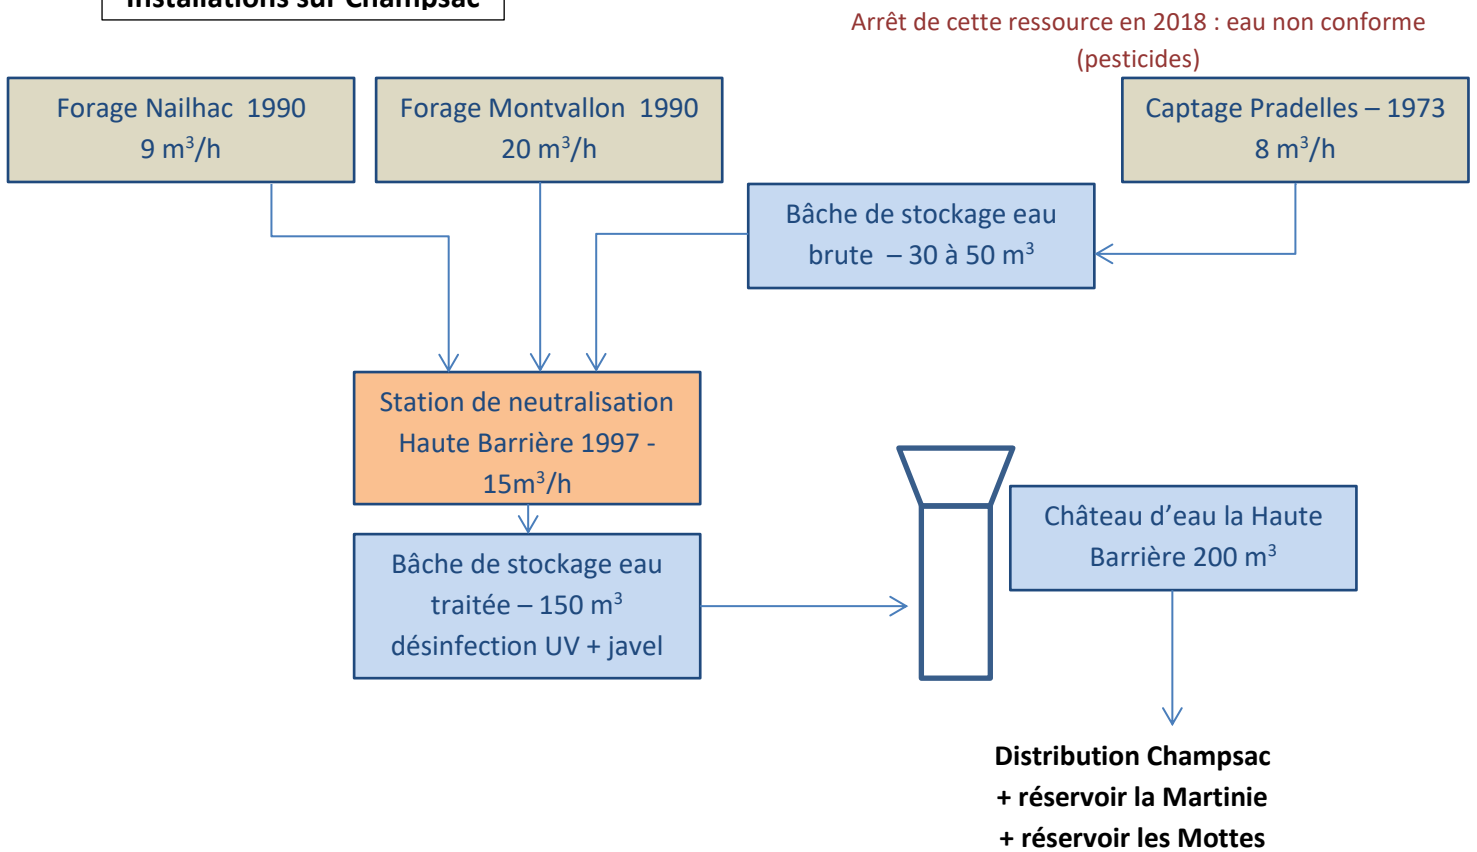 Installations sur Champsac
Arrêt de cette ressource en 2018 : eau non conforme
(pesticides)
Forage Nailhac 1990
9 m³/h
Forage Montvallon 1990
20 m³/h
Captage Pradelles – 1973
8 m³/h
Bâche de stockage eau
brute – 30 à 50 m³
Station de neutralisation
Haute Barrière 1997 -
15m³/h
Bâche de stockage eau
traitée – 150 m³
désinfection UV + javel
Château d’eau la Haute
Barrière 200 m³
Distribution Champsac
+ réservoir la Martinie
+ réservoir les Mottes